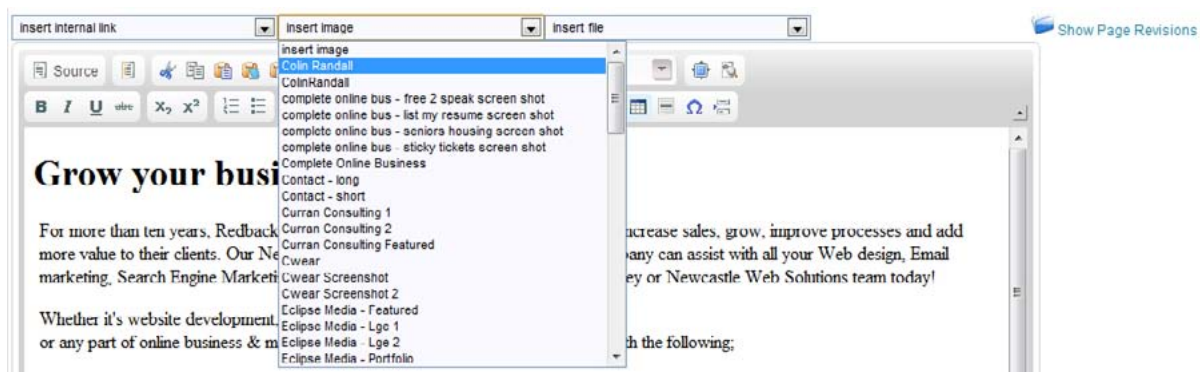 insert internal link insert image insert file Show Page Revisions
insert image
Colin Randall
ColinRandall
complete online bus - free 2 speak screen shot
complete online bus - list my resume screen shot
complete online bus - seniors housing screen shot
complete online bus - sticky tickets screen shot
Complete Online Business
Contact - long
Contact - short
Curran Consulting 1
Curran Consulting 2
Curran Consulting Featured
Cwear
Cwear Screenshot
Cwear Screenshot 2
Eclipse Media - Featured
Eclipse Media - Lge 1
Eclipse Media - Lge 2
Eclipse Media - Portfolio
Source
B I U abc X₂ X² Ω
Grow your busi
For more than ten years, Redback ncrease sales, grow, improve processes and add
more value to their clients. Our Ne any can assist with all your Web design, Email
marketing, Search Engine Marketi ey or Newcastle Web Solutions team today!
Whether it's website development,
or any part of online business & m h the following;